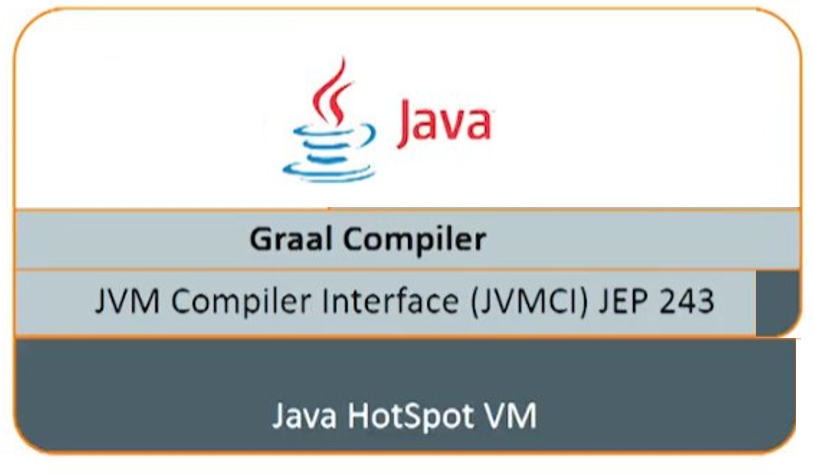 Java
Graal Compiler
JVM Compiler Interface (JVMCI) JEP 243
Java HotSpot VM